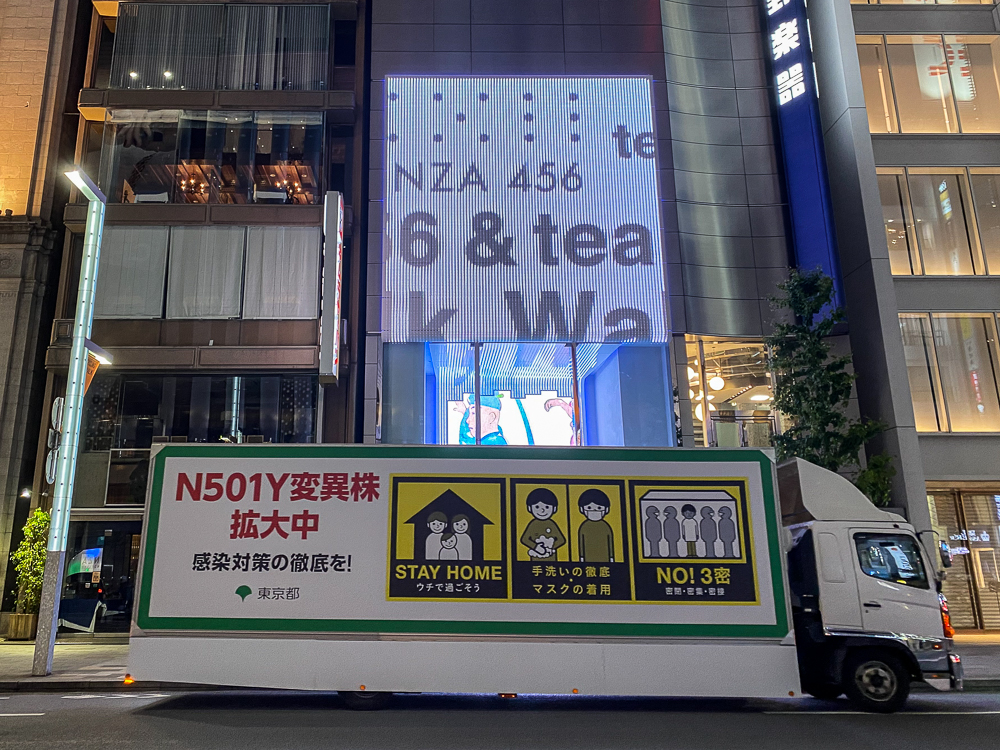 楽
器
te
NZA 456
6 & tea
k Wa
N501Y変異株
拡大中
感染対策の徹底を!
東京都
STAY HOME
ウチで過ごそう
手洗いの徹底
・
マスクの着用
NO! 3密
密閉・密集・密接